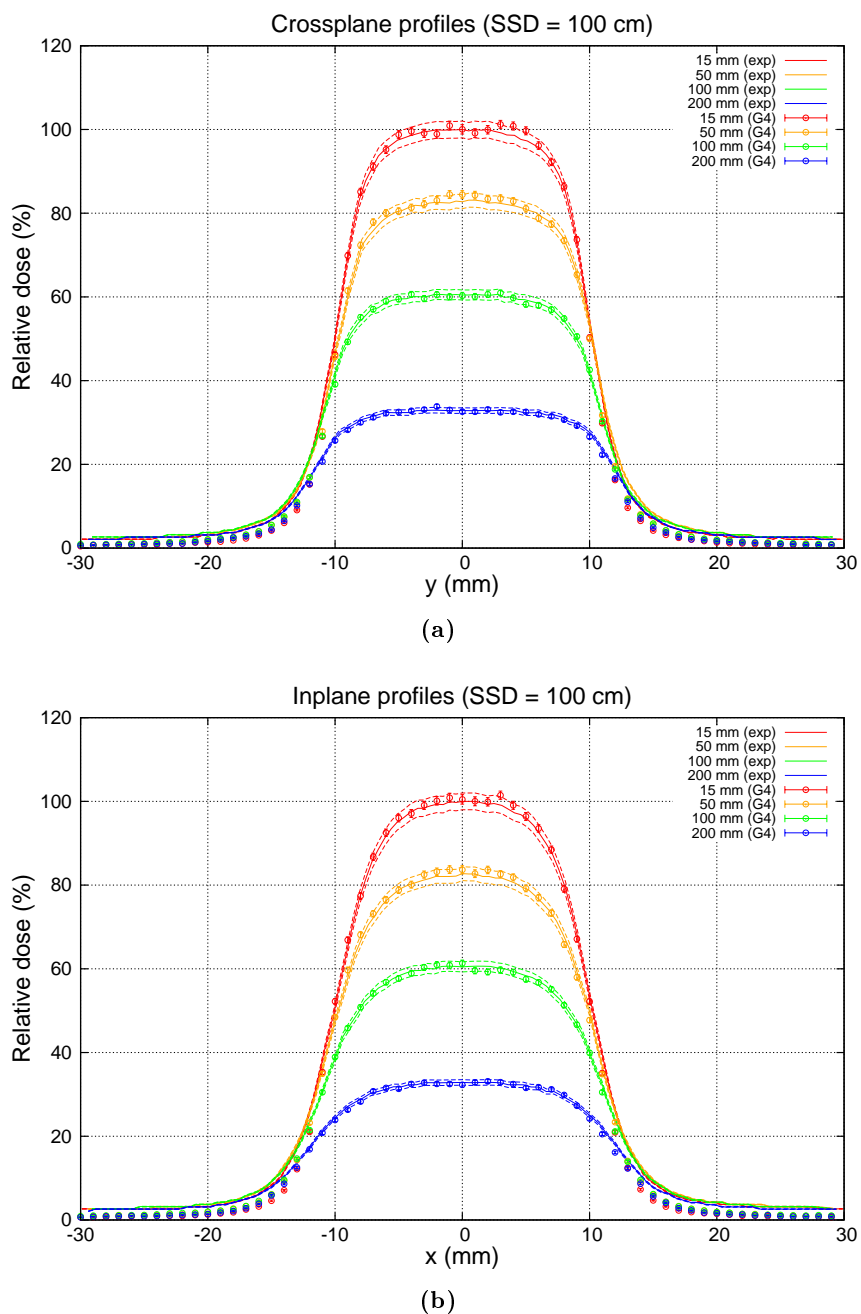 Crossplane profiles (SSD = 100 cm)
120
100
80
60
40
20
0
Relative dose (%)
15 mm (exp)
50 mm (exp)
100 mm (exp)
200 mm (exp)
15 mm (G4)
50 mm (G4)
100 mm (G4)
200 mm (G4)
-30 -20 -10 0 10 20 30
y (mm)
(a)
Inplane profiles (SSD = 100 cm)
120
100
80
60
40
20
0
Relative dose (%)
15 mm (exp)
50 mm (exp)
100 mm (exp)
200 mm (exp)
15 mm (G4)
50 mm (G4)
100 mm (G4)
200 mm (G4)
-30 -20 -10 0 10 20 30
x (mm)
(b)